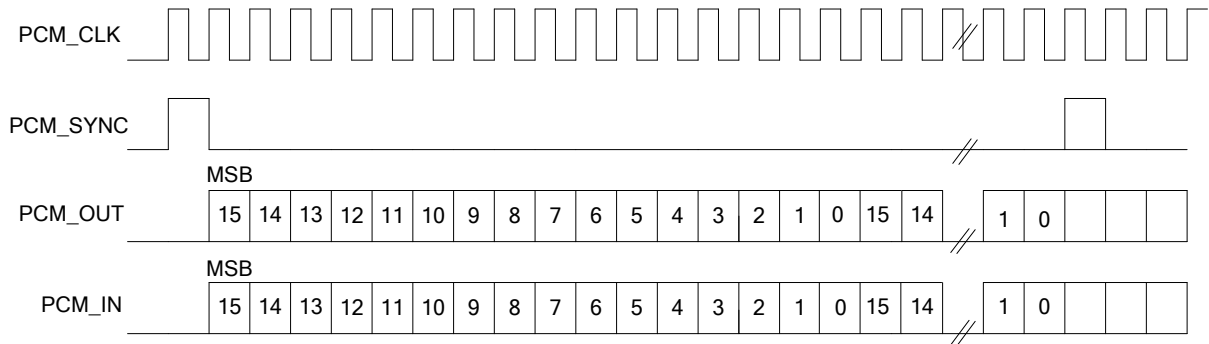 PCM_CLK
PCM_SYNC
MSB
PCM_OUT 15 14 13 12 11 10 9 8 7 6 5 4 3 2 1 0 15 14 1 0
MSB
PCM_IN 15 14 13 12 11 10 9 8 7 6 5 4 3 2 1 0 15 14 1 0